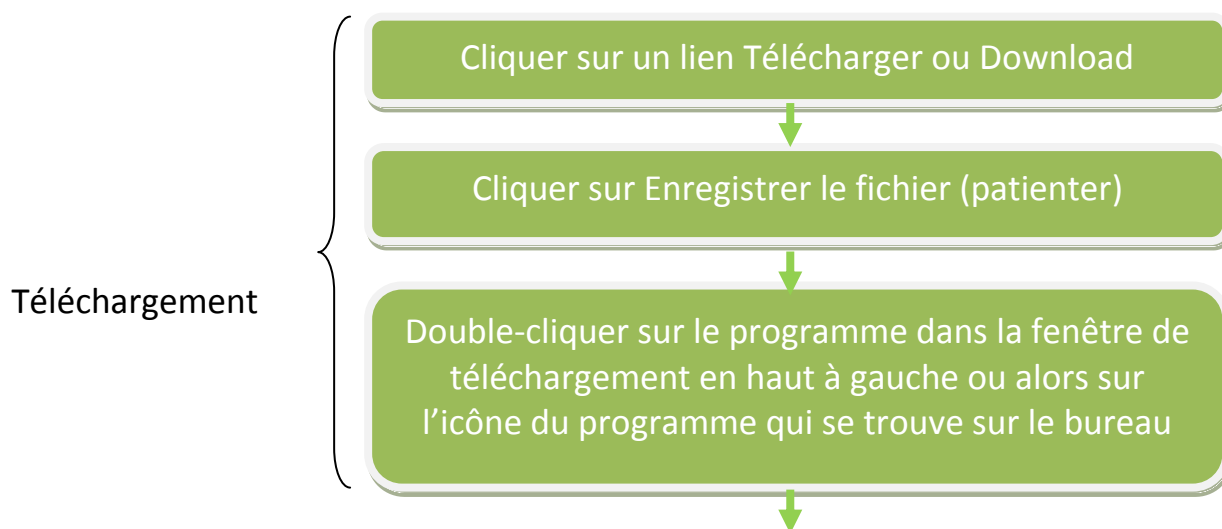 Cliquer sur un lien Télécharger ou Download
Cliquer sur Enregistrer le fichier (patienter)
Téléchargement
Double-cliquer sur le programme dans la fenêtre de
téléchargement en haut à gauche ou alors sur
l’icône du programme qui se trouve sur le bureau